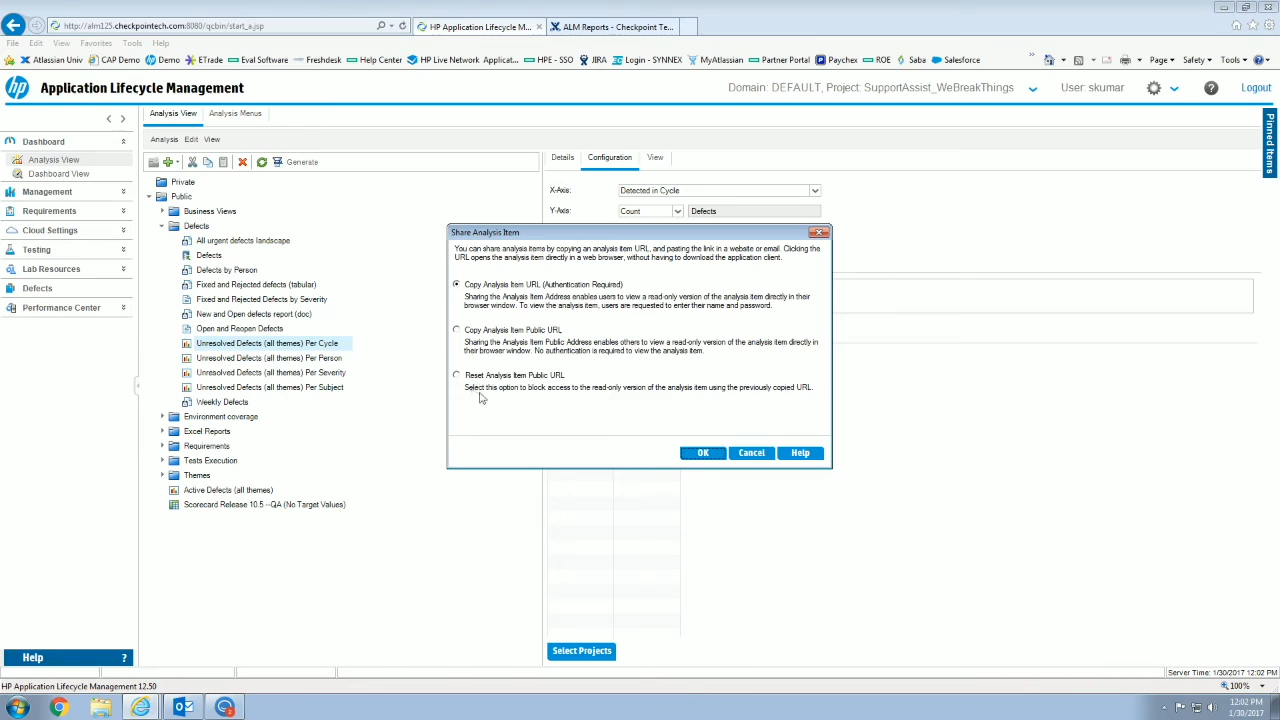 http://alm125.checkpointech.com:8080/qcbin/start_a.jsp
HP Application Lifecycle M...
ALM Reports - Checkpoint Te...
File Edit View Favorites Tools Help
Atlassian Univ CAP Demo Demo ETrade Eval Software Freshdesk Help Center HP Live Network Applicat... HPE - SSO JIRA Login - SYNNEX MyAtlassian Partner Portal Paychex ROE Saba Salesforce
Page Safety Tools
hp Application Lifecycle Management
Domain: DEFAULT, Project: SupportAssist_WeBreakThings
User: skumar
Logout
Pinned Items
Dashboard
Analysis View
Dashboard View
Management
Requirements
Cloud Settings
Testing
Lab Resources
Defects
Performance Center
Help ?
Analysis View Analysis Menus
Analysis Edit View
Generate
Private
Public
Business Views
Defects
All urgent defects landscape
Defects
Defects by Person
Fixed and Rejected defects (tabular)
Fixed and Rejected Defects by Severity
New and Open defects report (doc)
Open and Reopen Defects
Unresolved Defects (all themes) Per Cycle
Unresolved Defects (all themes) Per Person
Unresolved Defects (all themes) Per Severity
Unresolved Defects (all themes) Per Subject
Weekly Defects
Environment coverage
Excel Reports
Requirements
Tests Execution
Themes
Active Defects (all themes)
Scorecard Release 10.5 --QA (No Target Values)
Details Configuration View
X-Axis: Detected in Cycle
Y-Axis: Count Defects
Share Analysis Item
You can share analysis items by copying an analysis item URL, and pasting the link in a website or email. Clicking the
URL opens the analysis item directly in a web browser, without having to download the application client.
Copy Analysis Item URL (Authentication Required)
Sharing the Analysis Item Address enables users to view a read-only version of the analysis item directly in their
browser window. To view the analysis item, users are requested to enter their name and password.
Copy Analysis Item Public URL
Sharing the Analysis Item Public Address enables others to view a read-only version of the analysis item directly in
their browser window. No authentication is required to view the analysis item.
Reset Analysis Item Public URL
Select this option to block access to the read-only version of the analysis item using the previously copied URL.
OK Cancel Help
Select Projects
Server Time: 1/30/2017 12:02 PM
HP Application Lifecycle Management 12.50
100%
12:02 PM
1/30/2017